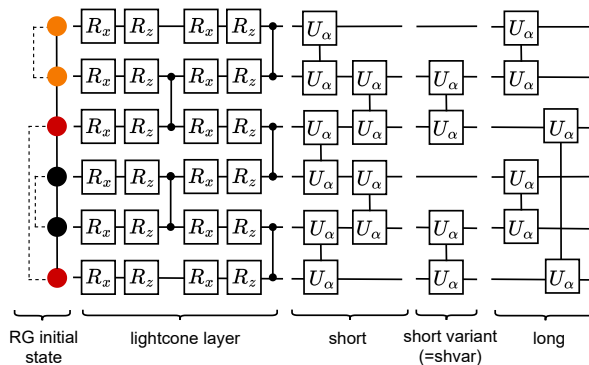 R_x R_z R_x R_z U_α U_α
R_x R_z R_x R_z U_α U_α U_α U_α
R_x R_z R_x R_z U_α U_α U_α U_α
R_x R_z R_x R_z U_α U_α U_α
R_x R_z R_x R_z U_α U_α U_α U_α
R_x R_z R_x R_z U_α U_α U_α
RG initial
state
lightcone layer
short
short variant
(=shvar)
long